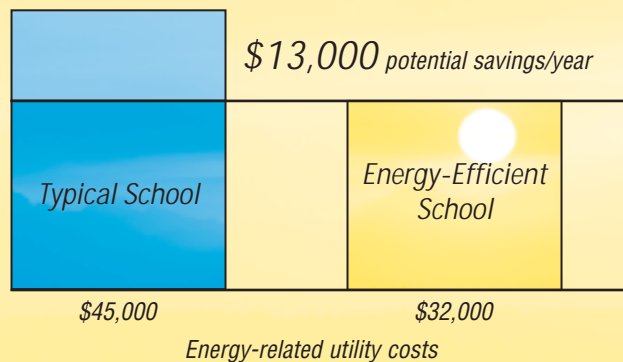 $13,000 potential savings/year
Typical School
Energy-Efficient
School
$45,000
$32,000
Energy-related utility costs